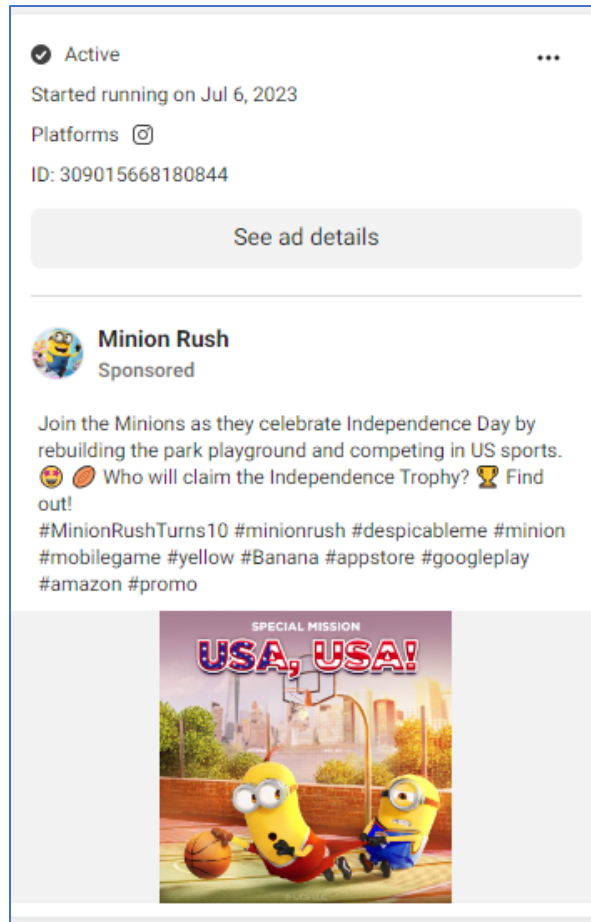 Active
Started running on Jul 6, 2023
Platforms
ID: 309015668180844
See ad details
Minion Rush
Sponsored
Join the Minions as they celebrate Independence Day by
rebuilding the park playground and competing in US sports.
🤩 🏉 Who will claim the Independence Trophy? 🏆 Find
out!
#MinionRushTurns10 #minionrush #despicableme #minion
#mobilegame #yellow #Banana #appstore #googleplay
#amazon #promo
SPECIAL MISSION
USA, USA!